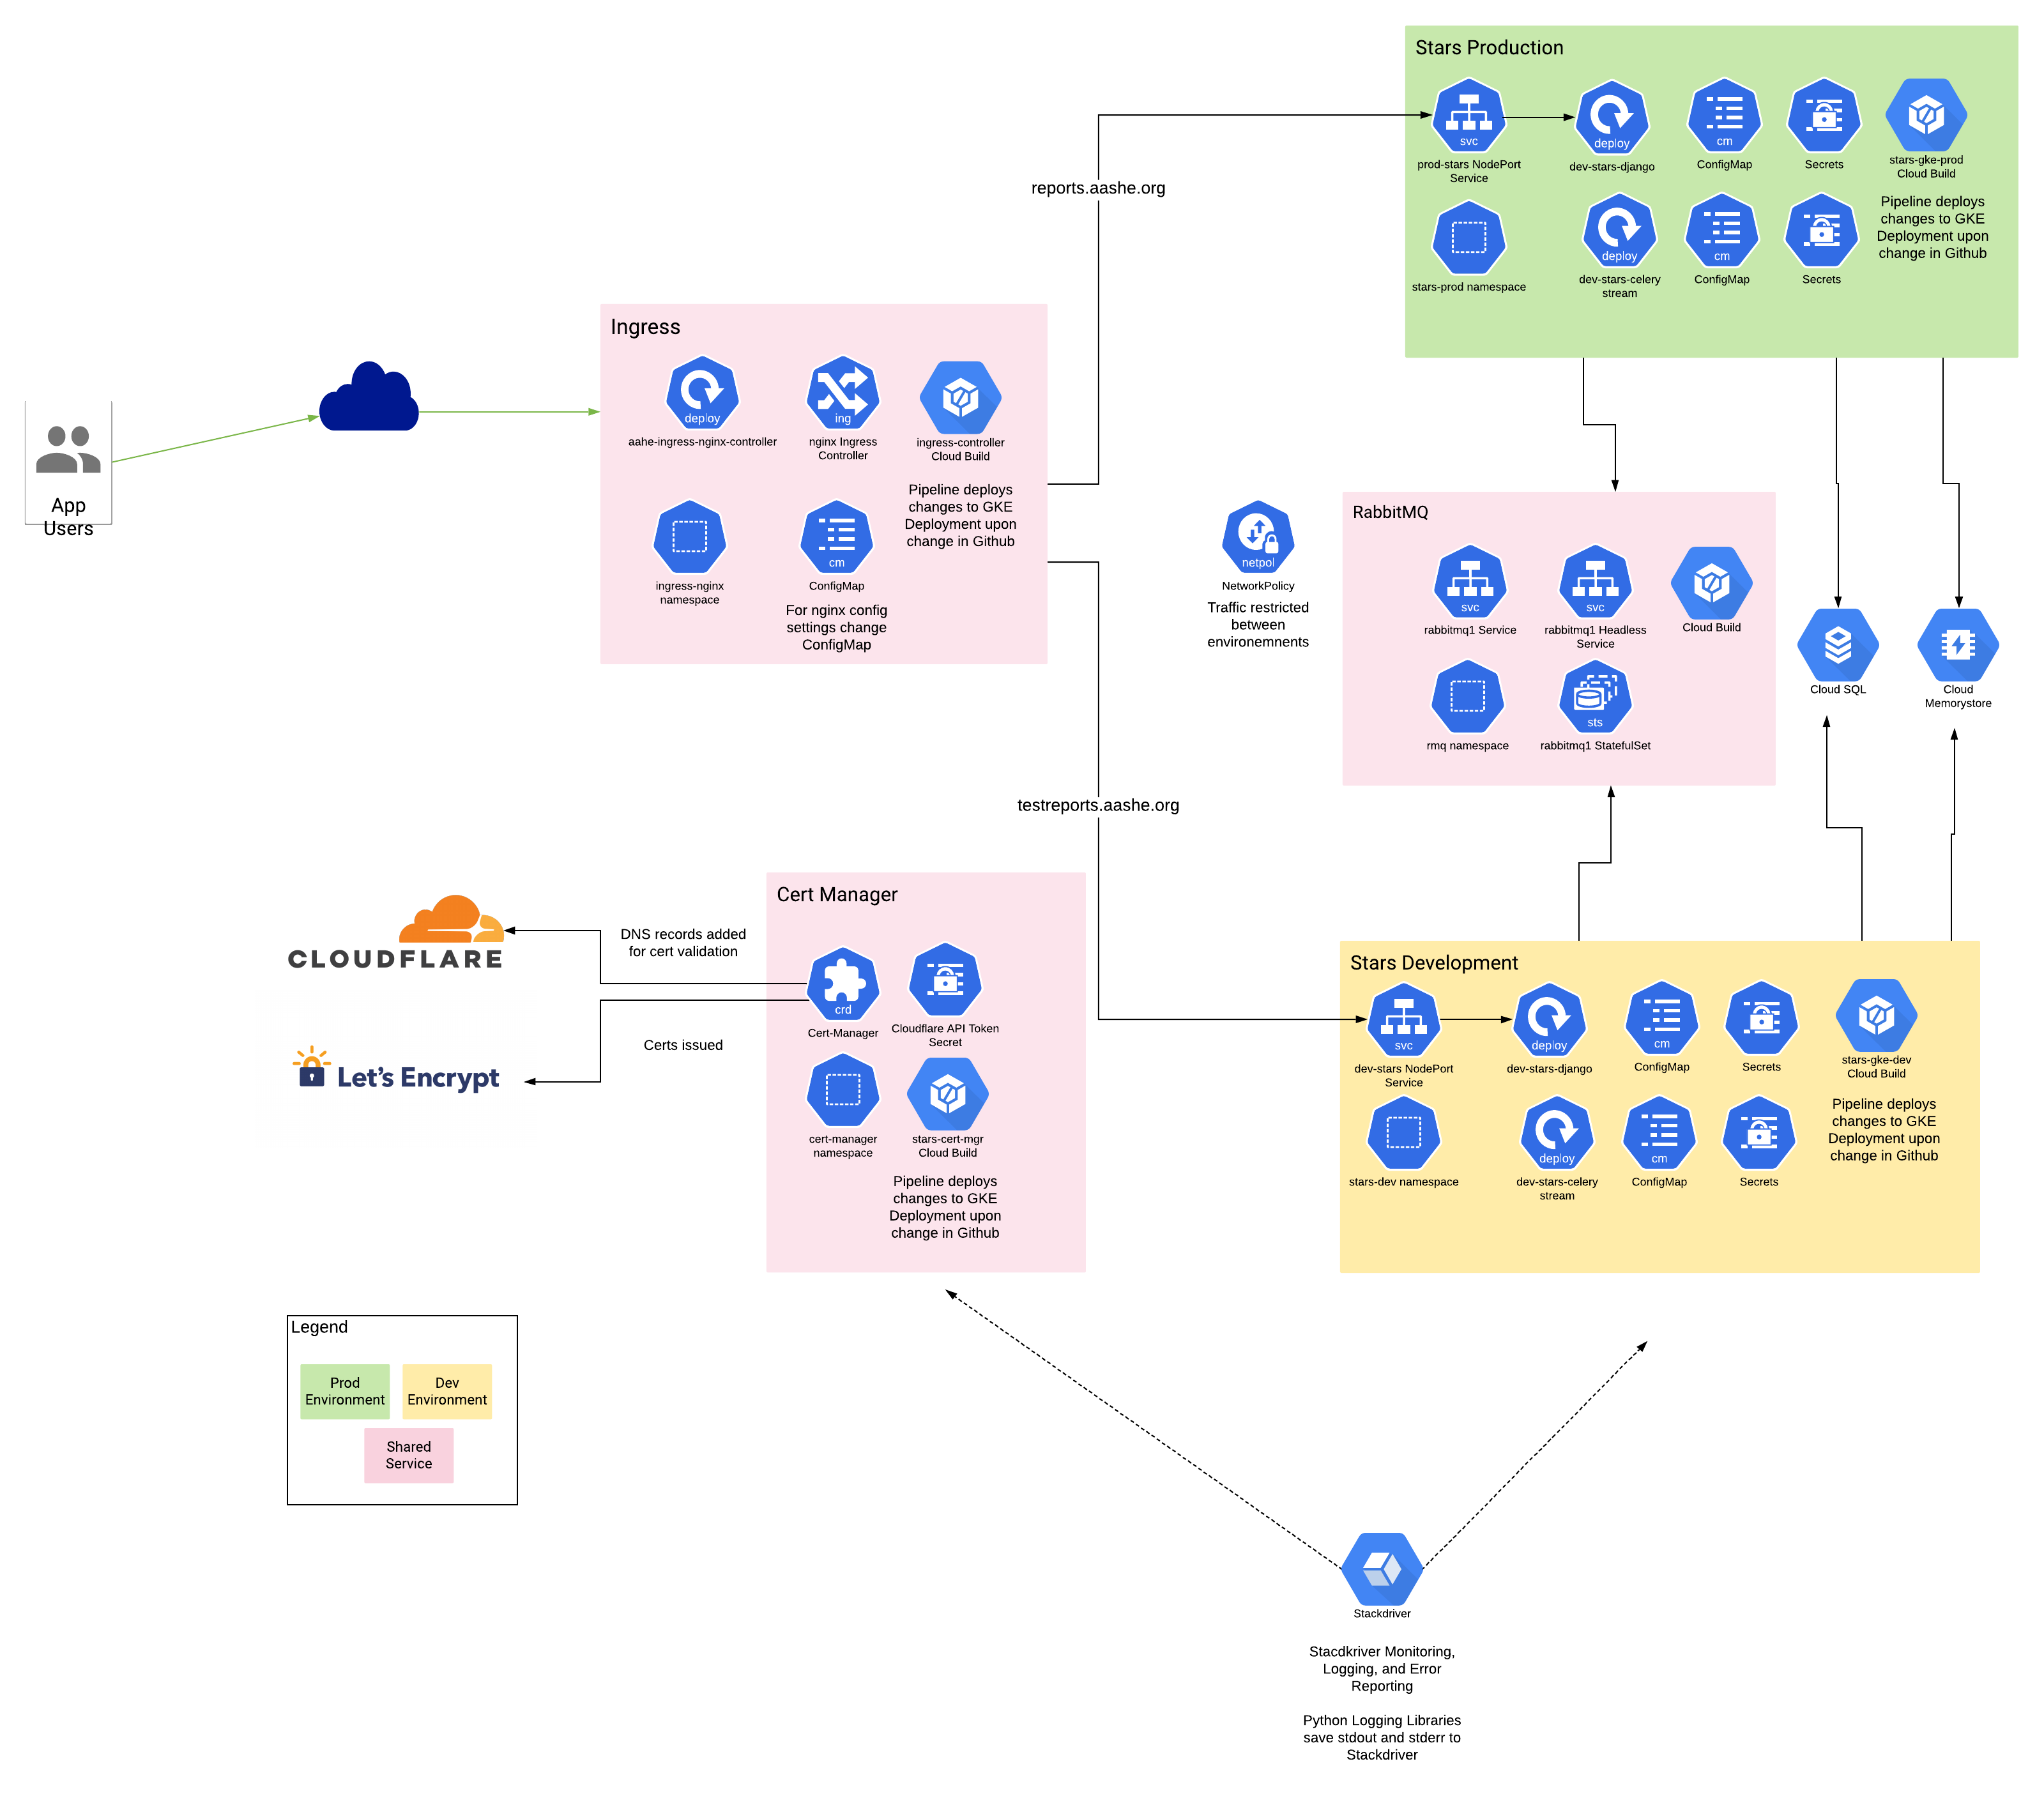 Stars Production
svc
prod-stars NodePort
Service
deploy
dev-stars-django
cm
ConfigMap
Secrets
stars-gke-prod
Cloud Build
Pipeline deploys
changes to GKE
Deployment upon
change in Github
stars-prod namespace
deploy
dev-stars-celery
stream
cm
ConfigMap
Secrets
reports.aashe.org
Ingress
deploy
aahe-ingress-nginx-controller
ing
nginx Ingress
Controller
ingress-controller
Cloud Build
Pipeline deploys
changes to GKE
Deployment upon
change in Github
ingress-nginx
namespace
cm
ConfigMap
For nginx config
settings change
ConfigMap
App
Users
netpol
NetworkPolicy
Traffic restricted
between
environemnents
RabbitMQ
svc
rabbitmq1 Service
svc
rabbitmq1 Headless
Service
Cloud Build
rmq namespace
sts
rabbitmq1 StatefulSet
Cloud SQL
Cloud
Memorystore
testreports.aashe.org
Cert Manager
crd
Cert-Manager
Cloudflare API Token
Secret
cert-manager
namespace
stars-cert-mgr
Cloud Build
Pipeline deploys
changes to GKE
Deployment upon
change in Github
DNS records added
for cert validation
CLOUDFLARE
Certs issued
Let's Encrypt
Stars Development
svc
dev-stars NodePort
Service
deploy
dev-stars-django
cm
ConfigMap
Secrets
stars-gke-dev
Cloud Build
Pipeline deploys
changes to GKE
Deployment upon
change in Github
stars-dev namespace
deploy
dev-stars-celery
stream
cm
ConfigMap
Secrets
Legend
Prod
Environment
Dev
Environment
Shared
Service
Stackdriver
Stacdkriver Monitoring,
Logging, and Error
Reporting
Python Logging Libraries
save stdout and stderr to
Stackdriver